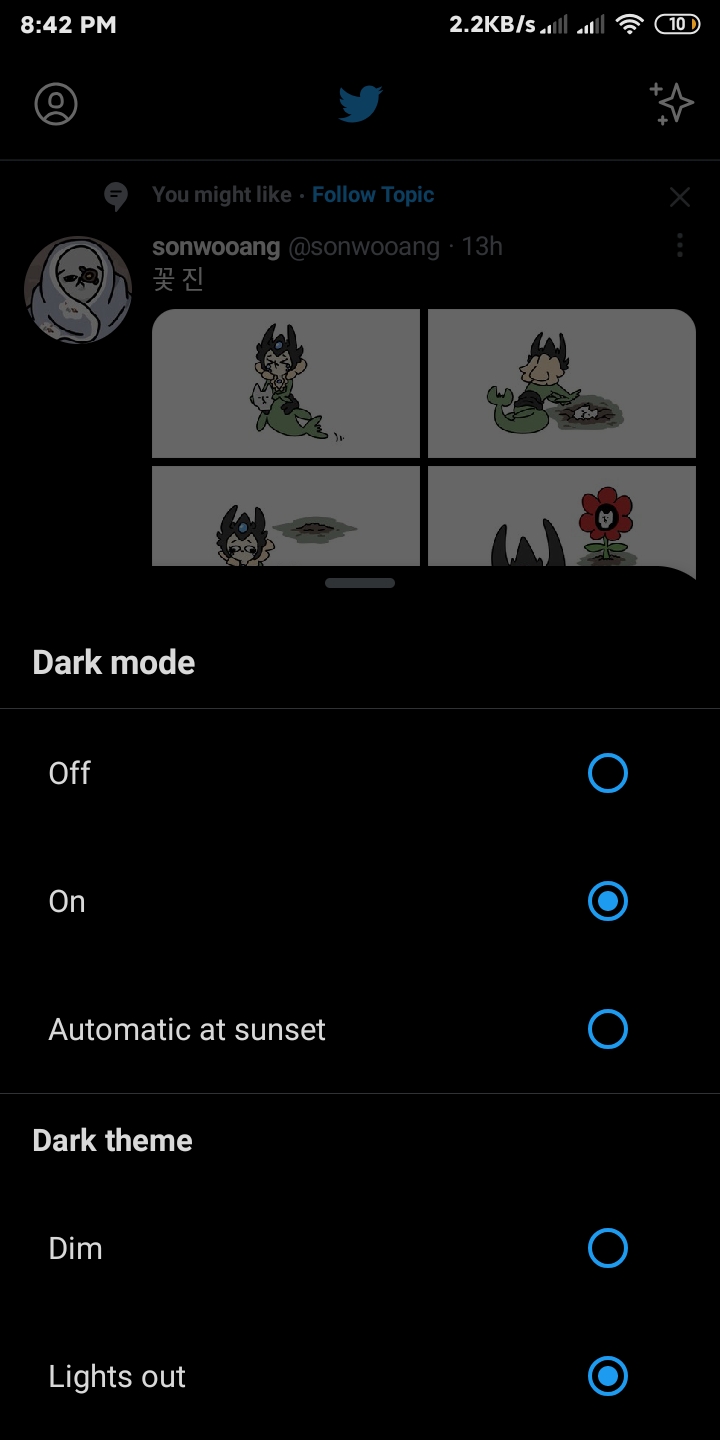 8:42 PM 2.2KB/s 10
You might like · Follow Topic
sonwooang @sonwooang · 13h
꽃 진
Dark mode
Off
On
Automatic at sunset
Dark theme
Dim
Lights out